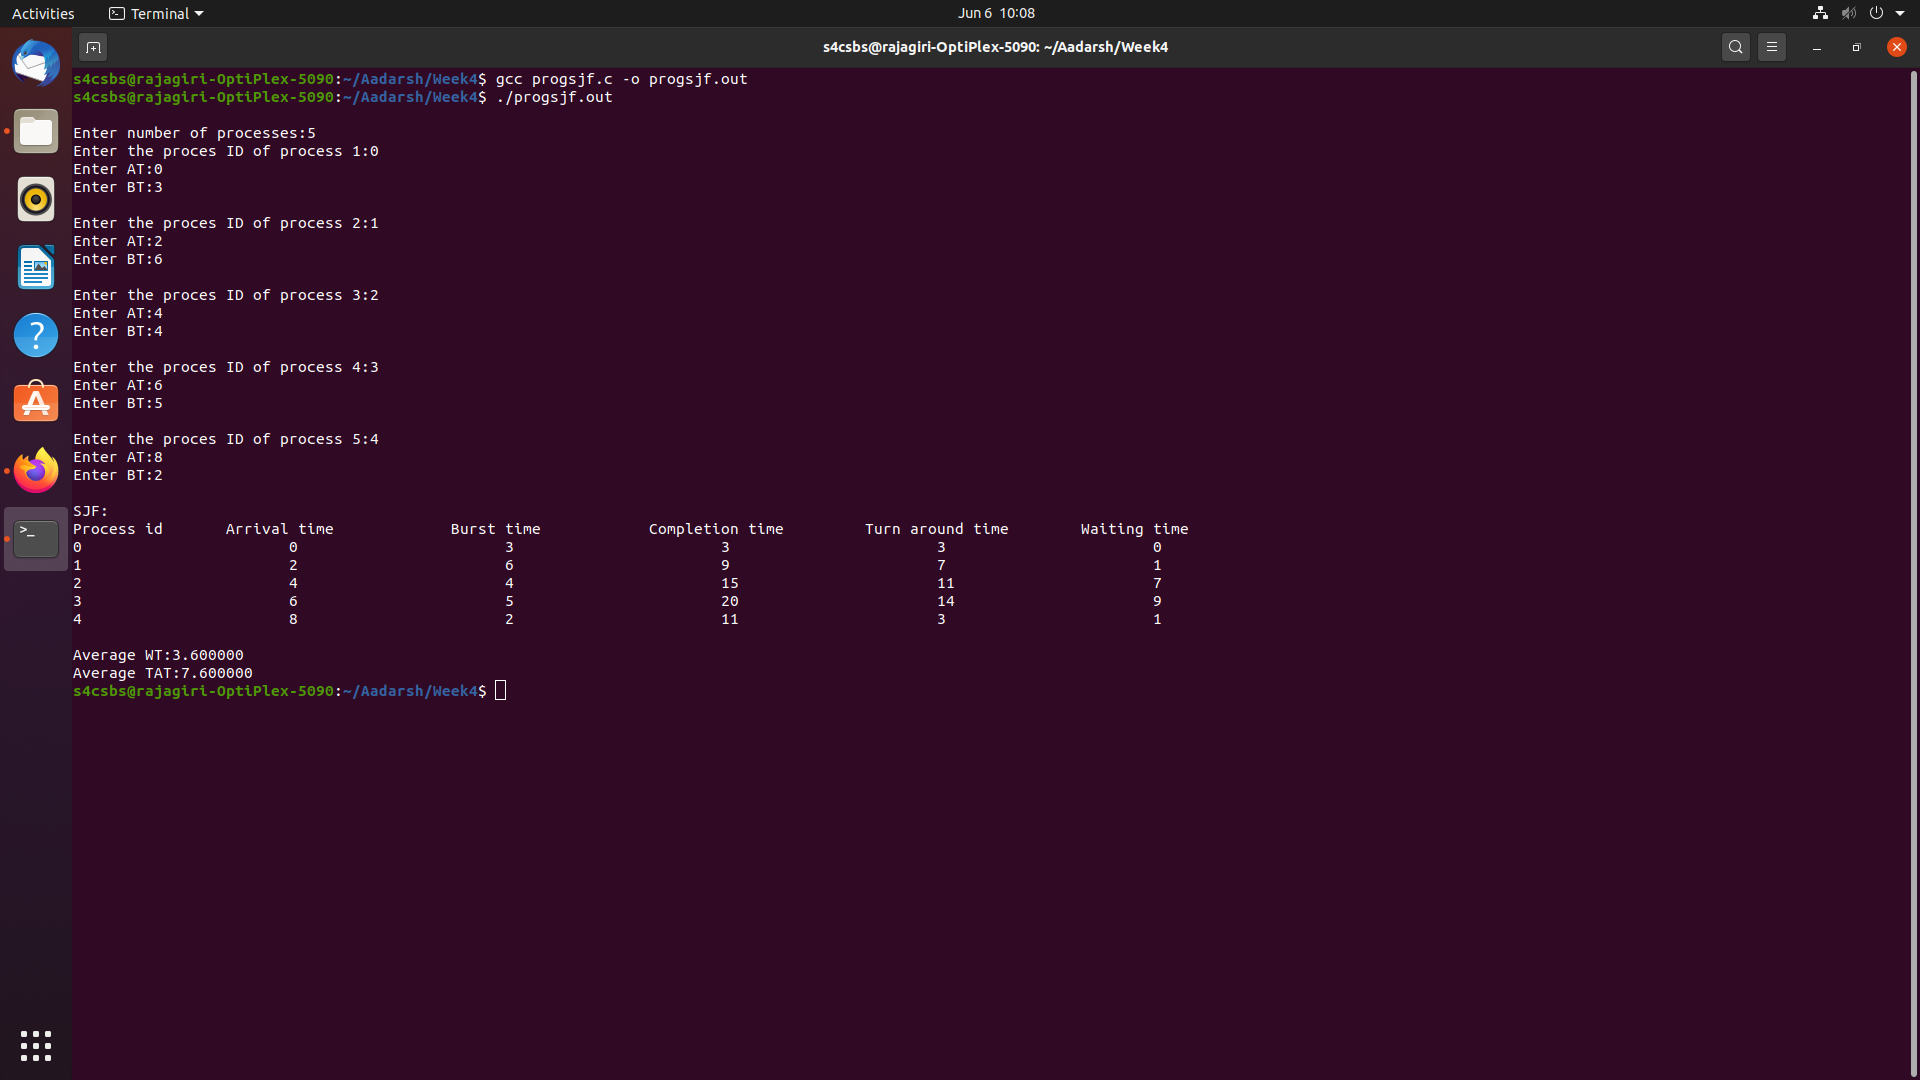 Activities Terminal Jun 6 10:08
s4csbs@rajagiri-OptiPlex-5090: ~/Aadarsh/Week4
s4csbs@rajagiri-OptiPlex-5090:~/Aadarsh/Week4$ gcc progsjf.c -o progsjf.out
s4csbs@rajagiri-OptiPlex-5090:~/Aadarsh/Week4$ ./progsjf.out
Enter number of processes:5
Enter the proces ID of process 1:0
Enter AT:0
Enter BT:3
Enter the proces ID of process 2:1
Enter AT:2
Enter BT:6
Enter the proces ID of process 3:2
Enter AT:4
Enter BT:4
Enter the proces ID of process 4:3
Enter AT:6
Enter BT:5
Enter the proces ID of process 5:4
Enter AT:8
Enter BT:2
SJF:
Process id Arrival time Burst time Completion time Turn around time Waiting time
0 0 3 3 3 0
1 2 6 9 7 1
2 4 4 15 11 7
3 6 5 20 14 9
4 8 2 11 3 1
Average WT:3.600000
Average TAT:7.600000
s4csbs@rajagiri-OptiPlex-5090:~/Aadarsh/Week4$